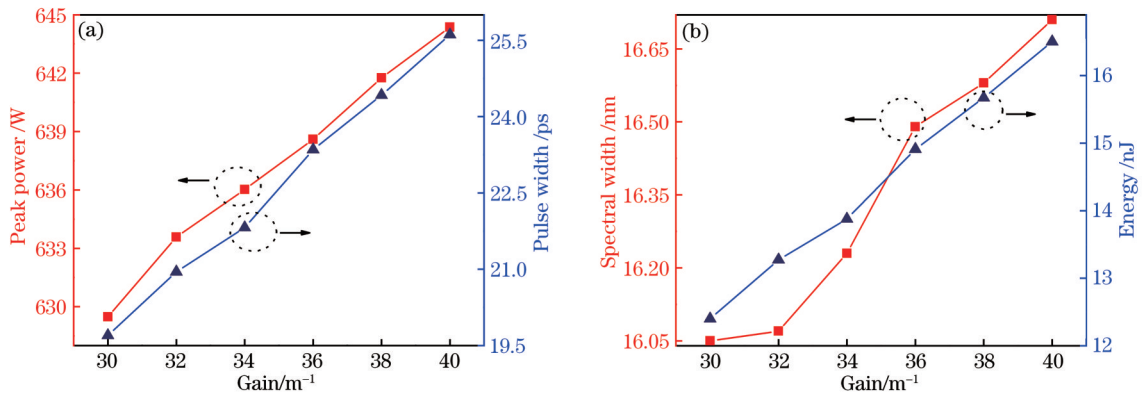 (a)
Peak power /W
645
642
639
636
633
630
25.5
24.0
22.5
21.0
19.5
Pulse width /ps
30 32 34 36 38 40
Gain/m⁻¹
(b)
Spectral width /nm
16.65
16.50
16.35
16.20
16.05
16
15
14
13
12
Energy /nJ
30 32 34 36 38 40
Gain/m⁻¹